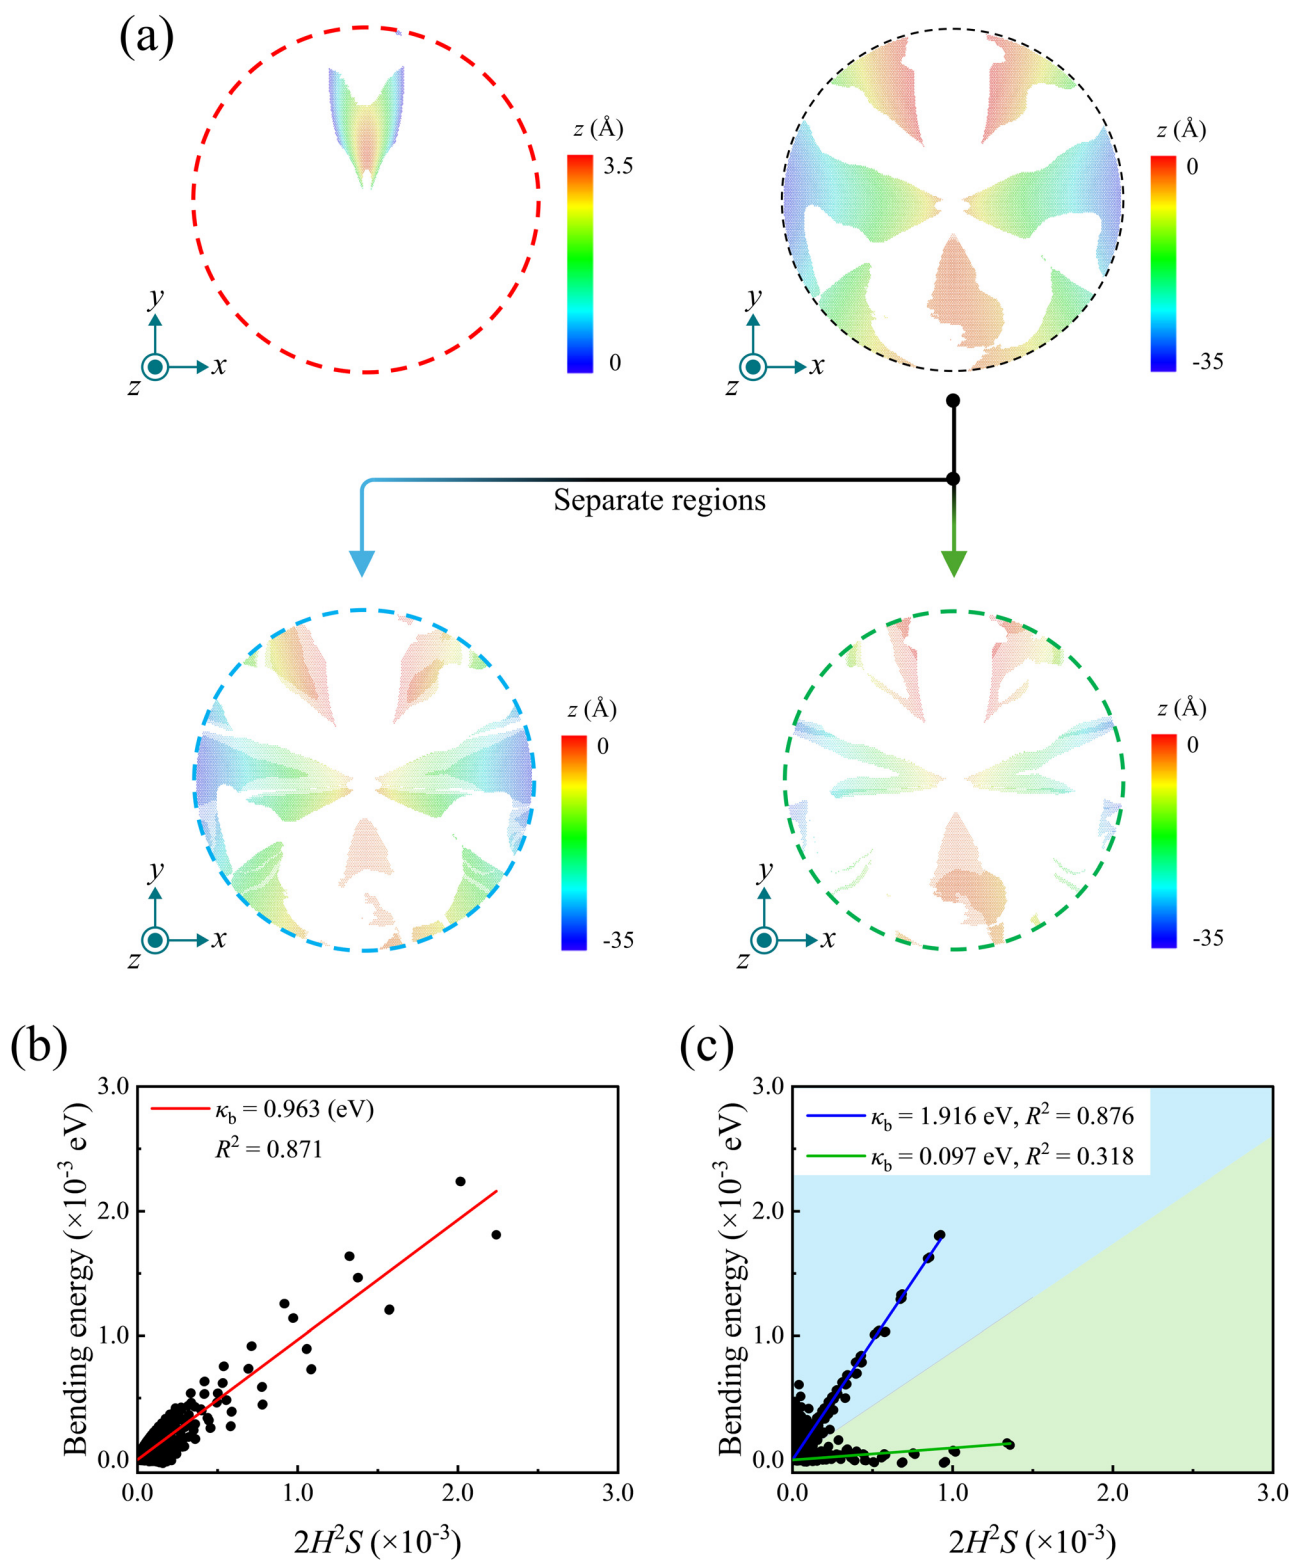 (a)
z (Å)
3.5
0
y
x
z
z (Å)
0
-35
y
x
z
Separate regions
z (Å)
0
-35
y
x
z
z (Å)
0
-35
y
x
z
(b)
3.0
2.0
1.0
0.0
Bending energy (×10⁻³ eV)
κ_b = 0.963 (eV)
R² = 0.871
0.0 1.0 2.0 3.0
2H²S (×10⁻³)
(c)
3.0
2.0
1.0
0.0
Bending energy (×10⁻³ eV)
κ_b = 1.916 eV, R² = 0.876
κ_b = 0.097 eV, R² = 0.318
0.0 1.0 2.0 3.0
2H²S (×10⁻³)